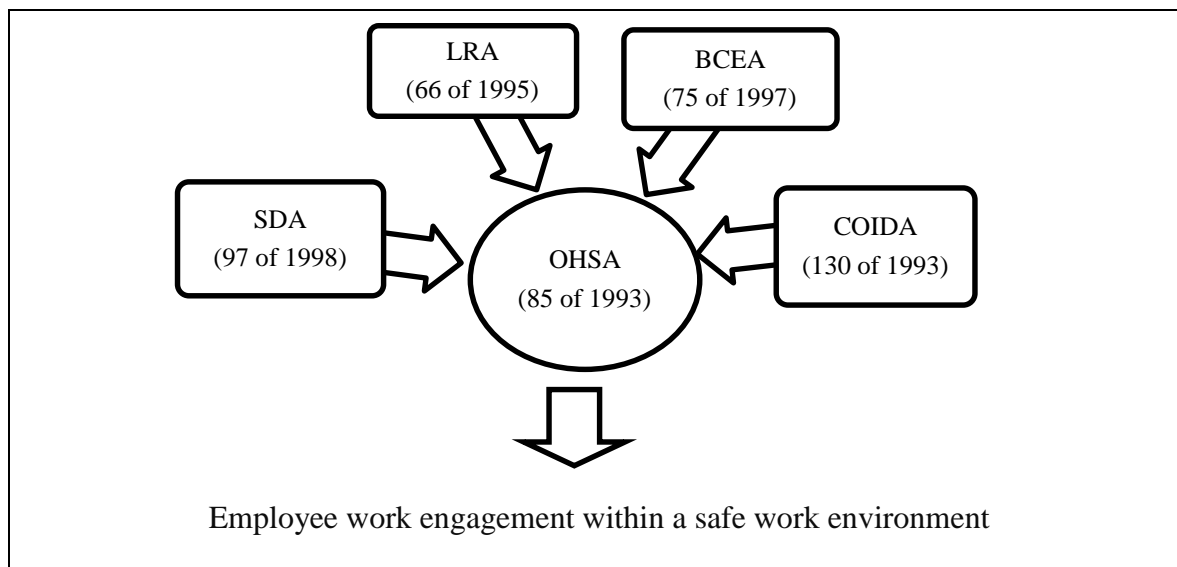 LRA
(66 of 1995)
BCEA
(75 of 1997)
SDA
(97 of 1998)
OHSA
(85 of 1993)
COIDA
(130 of 1993)
Employee work engagement within a safe work environment